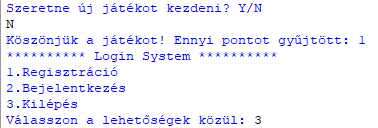 Szeretne új játékot kezdeni? Y/N
N
Köszönjük a játékot! Ennyi pontot gyűjtött: 1
********** Login System **********
1.Regisztráció
2.Bejelentkezés
3.Kilépés
Válasszon a lehetőségek közül: 3